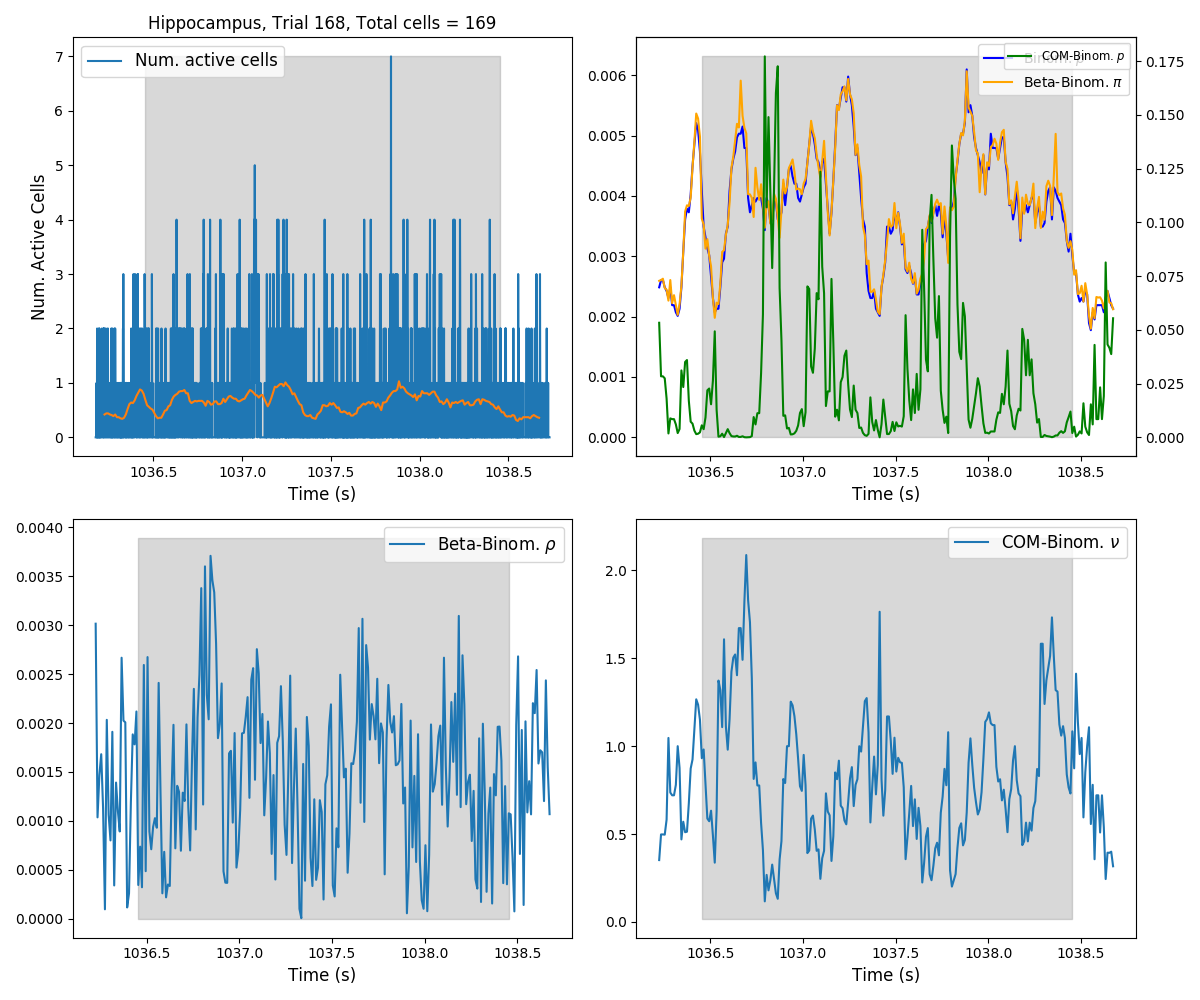 Hippocampus, Trial 168, Total cells = 169
Num. active cells
Num. Active Cells
7
6
5
4
3
2
1
0
1036.5 1037.0 1037.5 1038.0 1038.5
Time (s)
COM-Binom. p
Binom. p
Beta-Binom. π
0.006
0.005
0.004
0.003
0.002
0.001
0.000
0.175
0.150
0.125
0.100
0.075
0.050
0.025
0.000
1036.5 1037.0 1037.5 1038.0 1038.5
Time (s)
Beta-Binom. ρ
0.0040
0.0035
0.0030
0.0025
0.0020
0.0015
0.0010
0.0005
0.0000
1036.5 1037.0 1037.5 1038.0 1038.5
Time (s)
COM-Binom. ν
2.0
1.5
1.0
0.5
0.0
1036.5 1037.0 1037.5 1038.0 1038.5
Time (s)